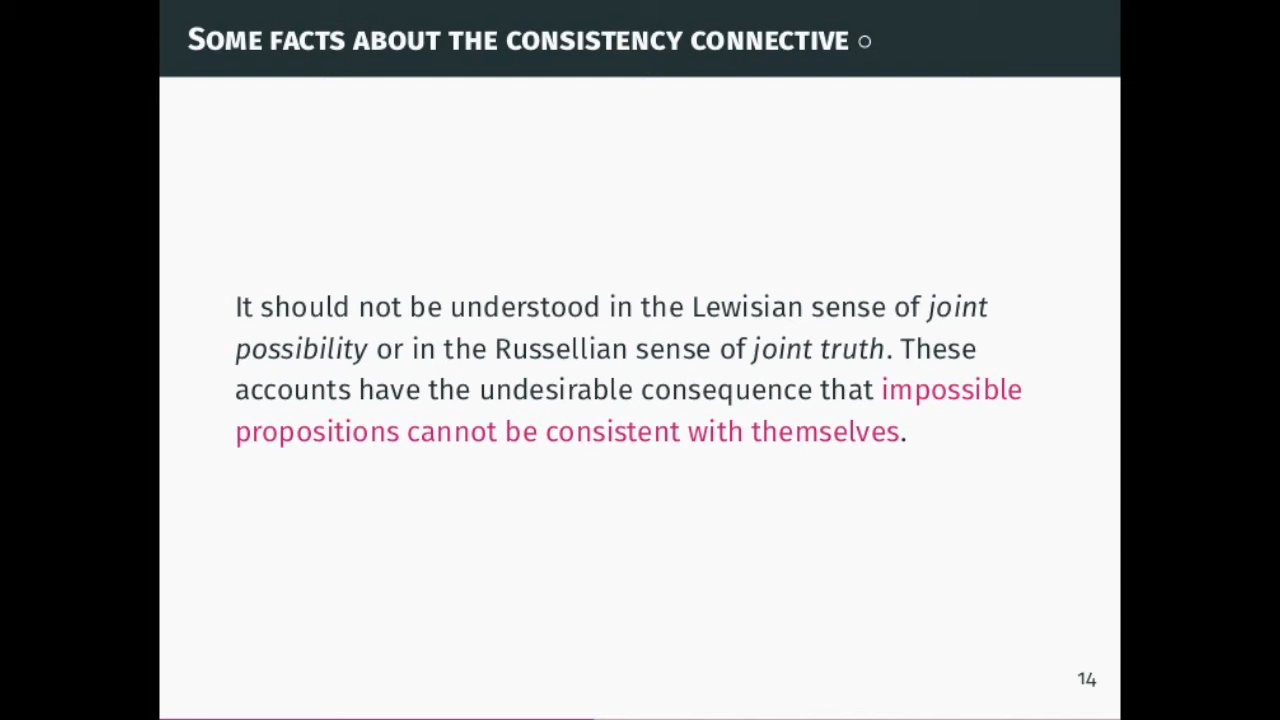 SOME FACTS ABOUT THE CONSISTENCY CONNECTIVE ○
It should not be understood in the Lewisian sense of joint
possibility or in the Russellian sense of joint truth. These
accounts have the undesirable consequence that impossible
propositions cannot be consistent with themselves.
14